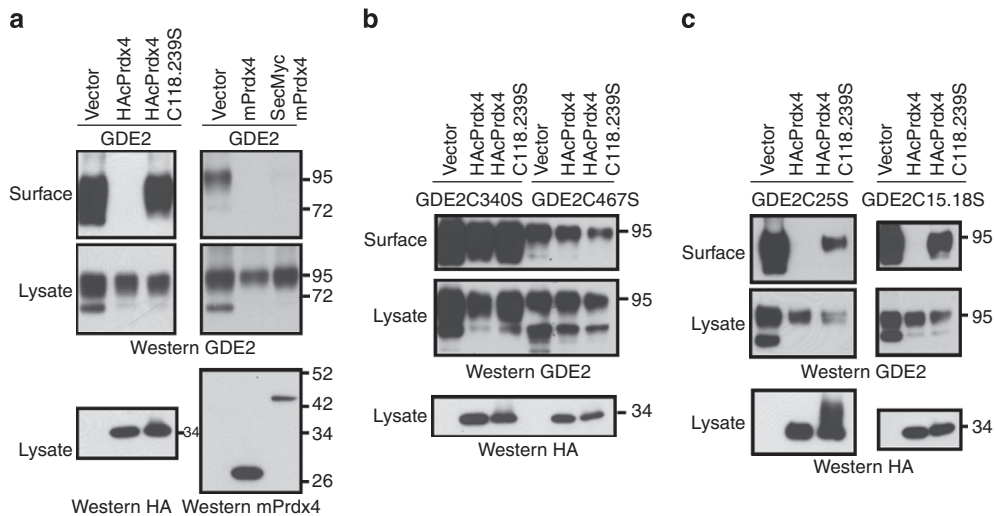 a
Vector
HAcPrdx4
HAcPrdx4
C118.239S
Vector
mPrdx4
SecMyc
mPrdx4
GDE2
GDE2
Surface
95
72
Lysate
95
72
Western GDE2
52
42
34
26
Lysate
34
Western HA
Western mPrdx4
b
Vector
HAcPrdx4
HAcPrdx4
C118.239S
Vector
HAcPrdx4
HAcPrdx4
C118.239S
GDE2C340S
GDE2C467S
Surface
95
Lysate
95
Western GDE2
Lysate
34
Western HA
c
Vector
HAcPrdx4
HAcPrdx4
C118.239S
Vector
HAcPrdx4
HAcPrdx4
C118.239S
GDE2C25S
GDE2C15.18S
Surface
95
Lysate
95
Western GDE2
Lysate
34
Western HA